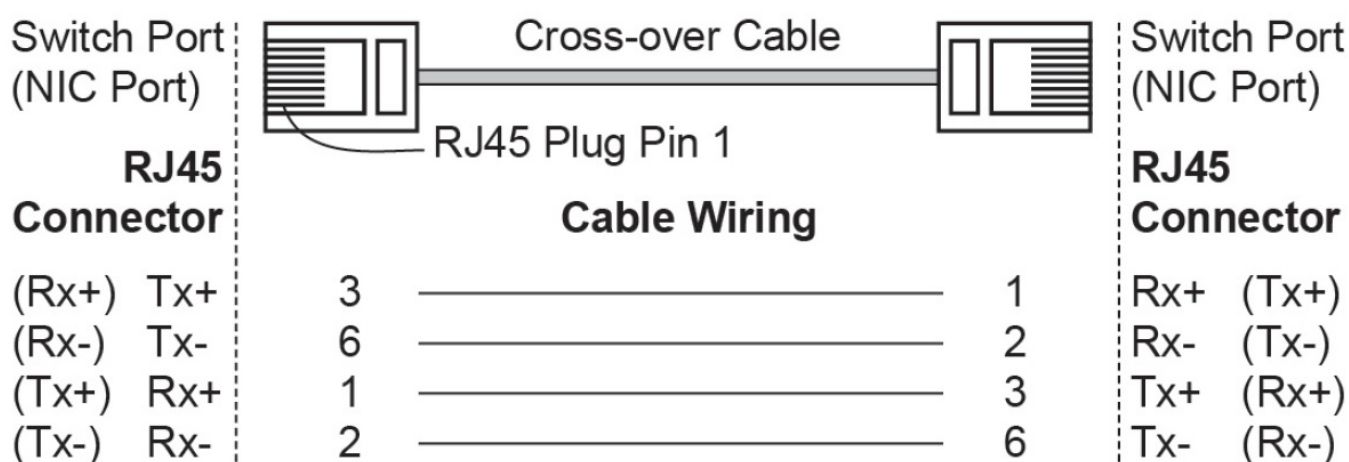 Switch Port Cross-over Cable Switch Port
(NIC Port) (NIC Port)
RJ45 Plug Pin 1
RJ45 RJ45
Connector Cable Wiring Connector
(Rx+) Tx+ 3 1 Rx+ (Tx+)
(Rx-) Tx- 6 2 Rx- (Tx-)
(Tx+) Rx+ 1 3 Tx+ (Rx+)
(Tx-) Rx- 2 6 Tx- (Rx-)